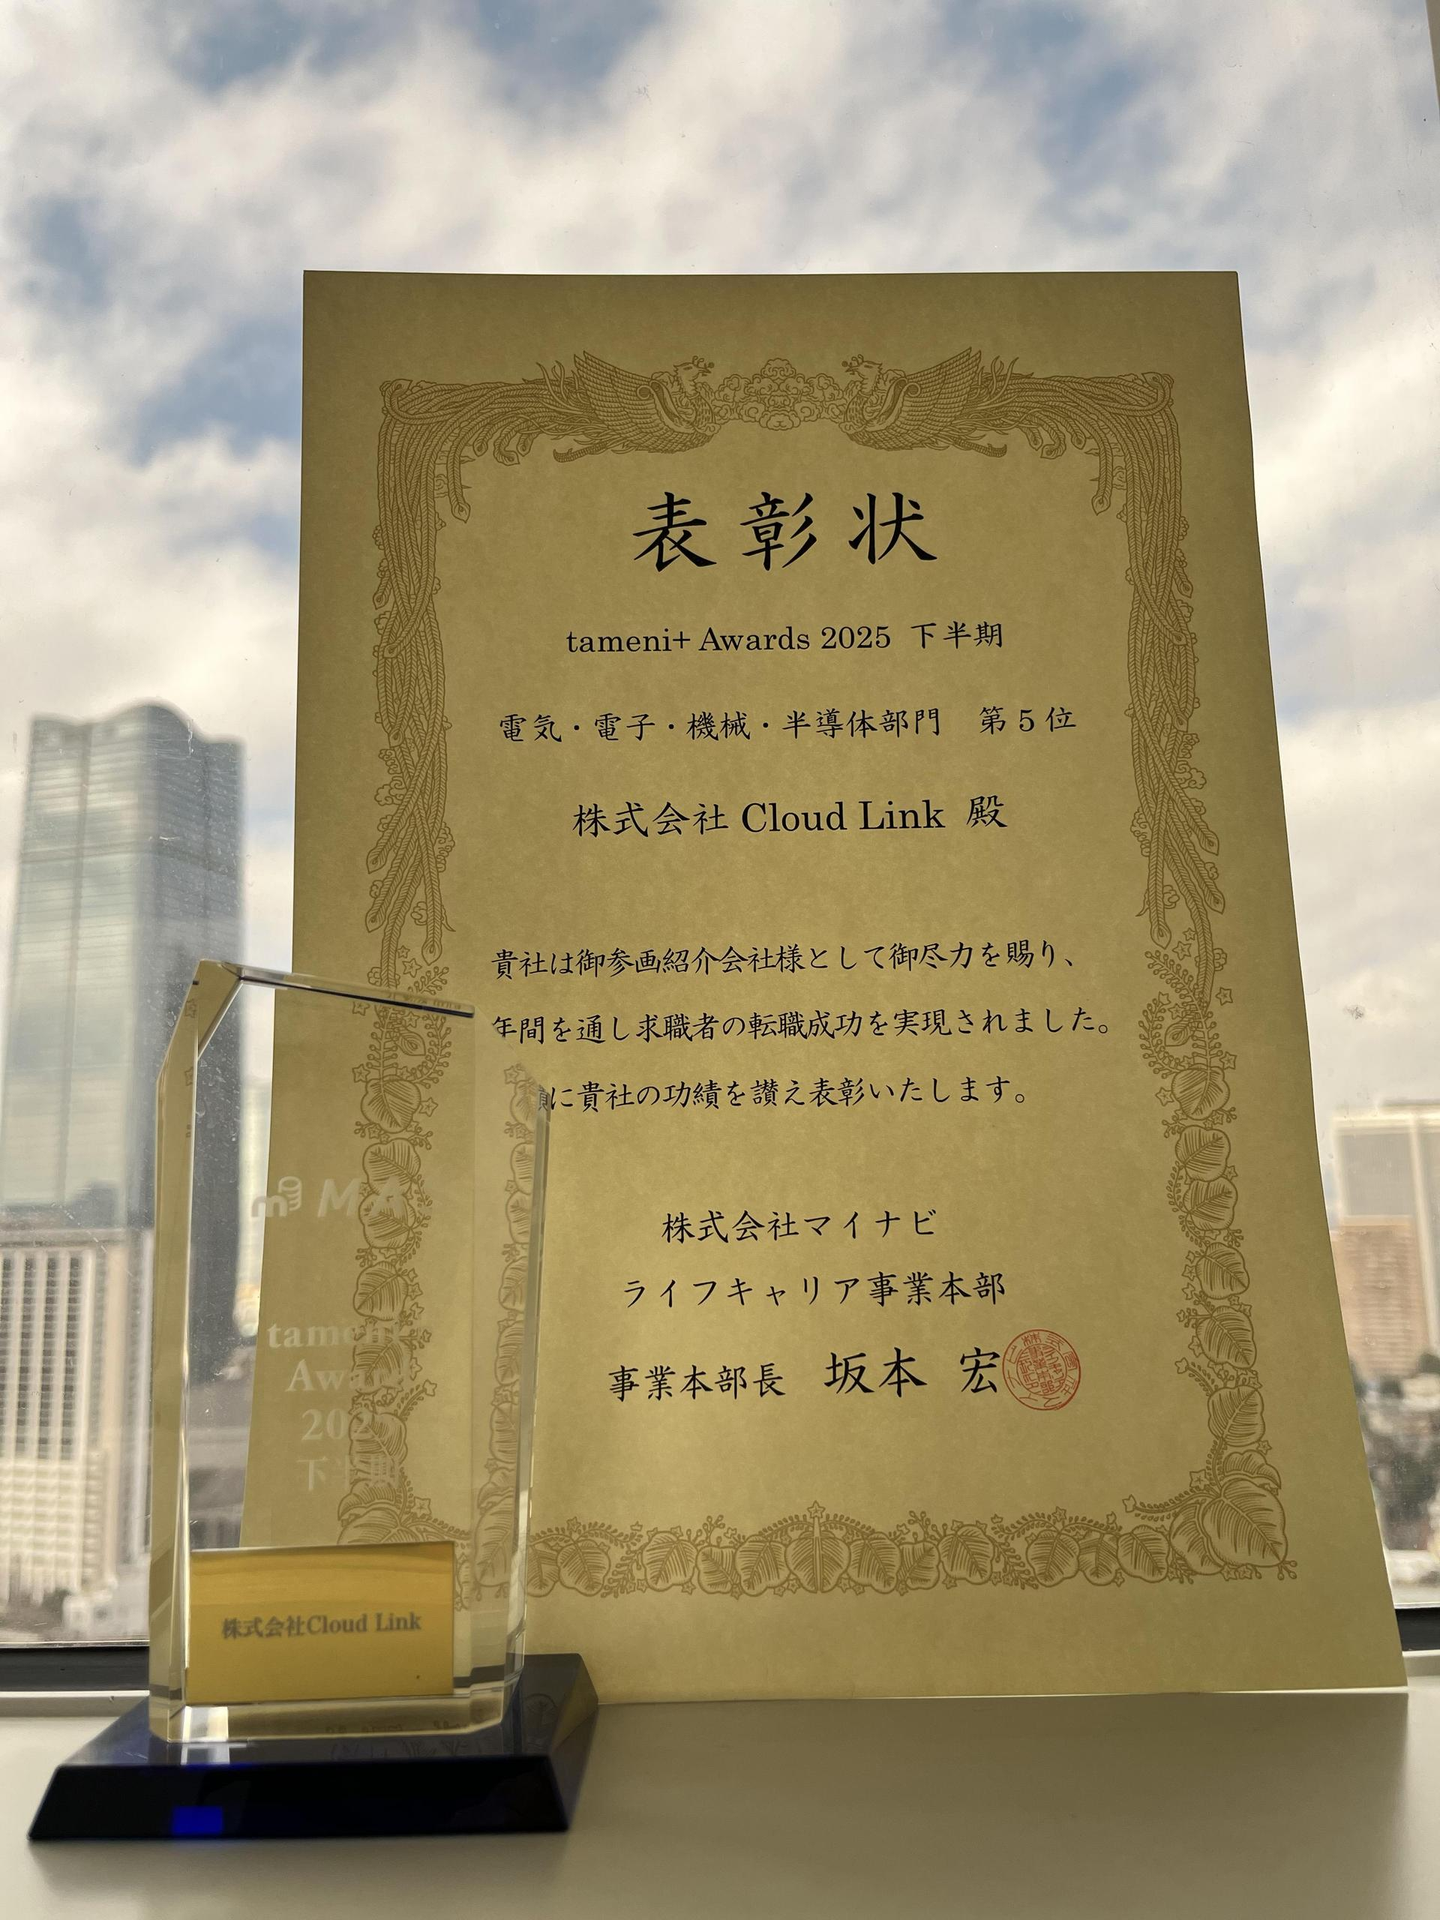 表彰状
tameni+ Awards 2025 下半期
電気・電子・機械・半導体部門 第5位
株式会社 Cloud Link 殿
貴社は御参画紹介会社様として御尽力を賜り、
年間を通し求職者の転職成功を実現されました。
に貴社の功績を讃え表彰いたします。
株式会社マイナビ
ライフキャリア事業本部
事業本部長 坂本 宏
tameni+
Award
2025
下半期
株式会社Cloud Link